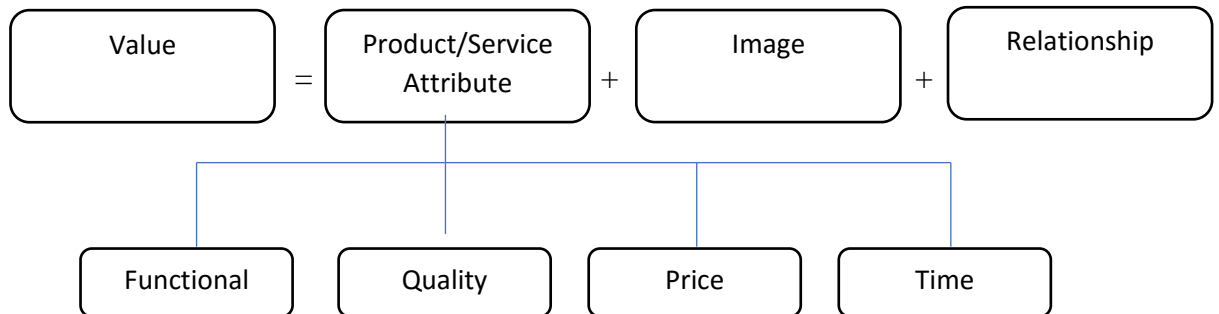 Value
=
Product/Service
Attribute
+
Image
+
Relationship
Functional
Quality
Price
Time